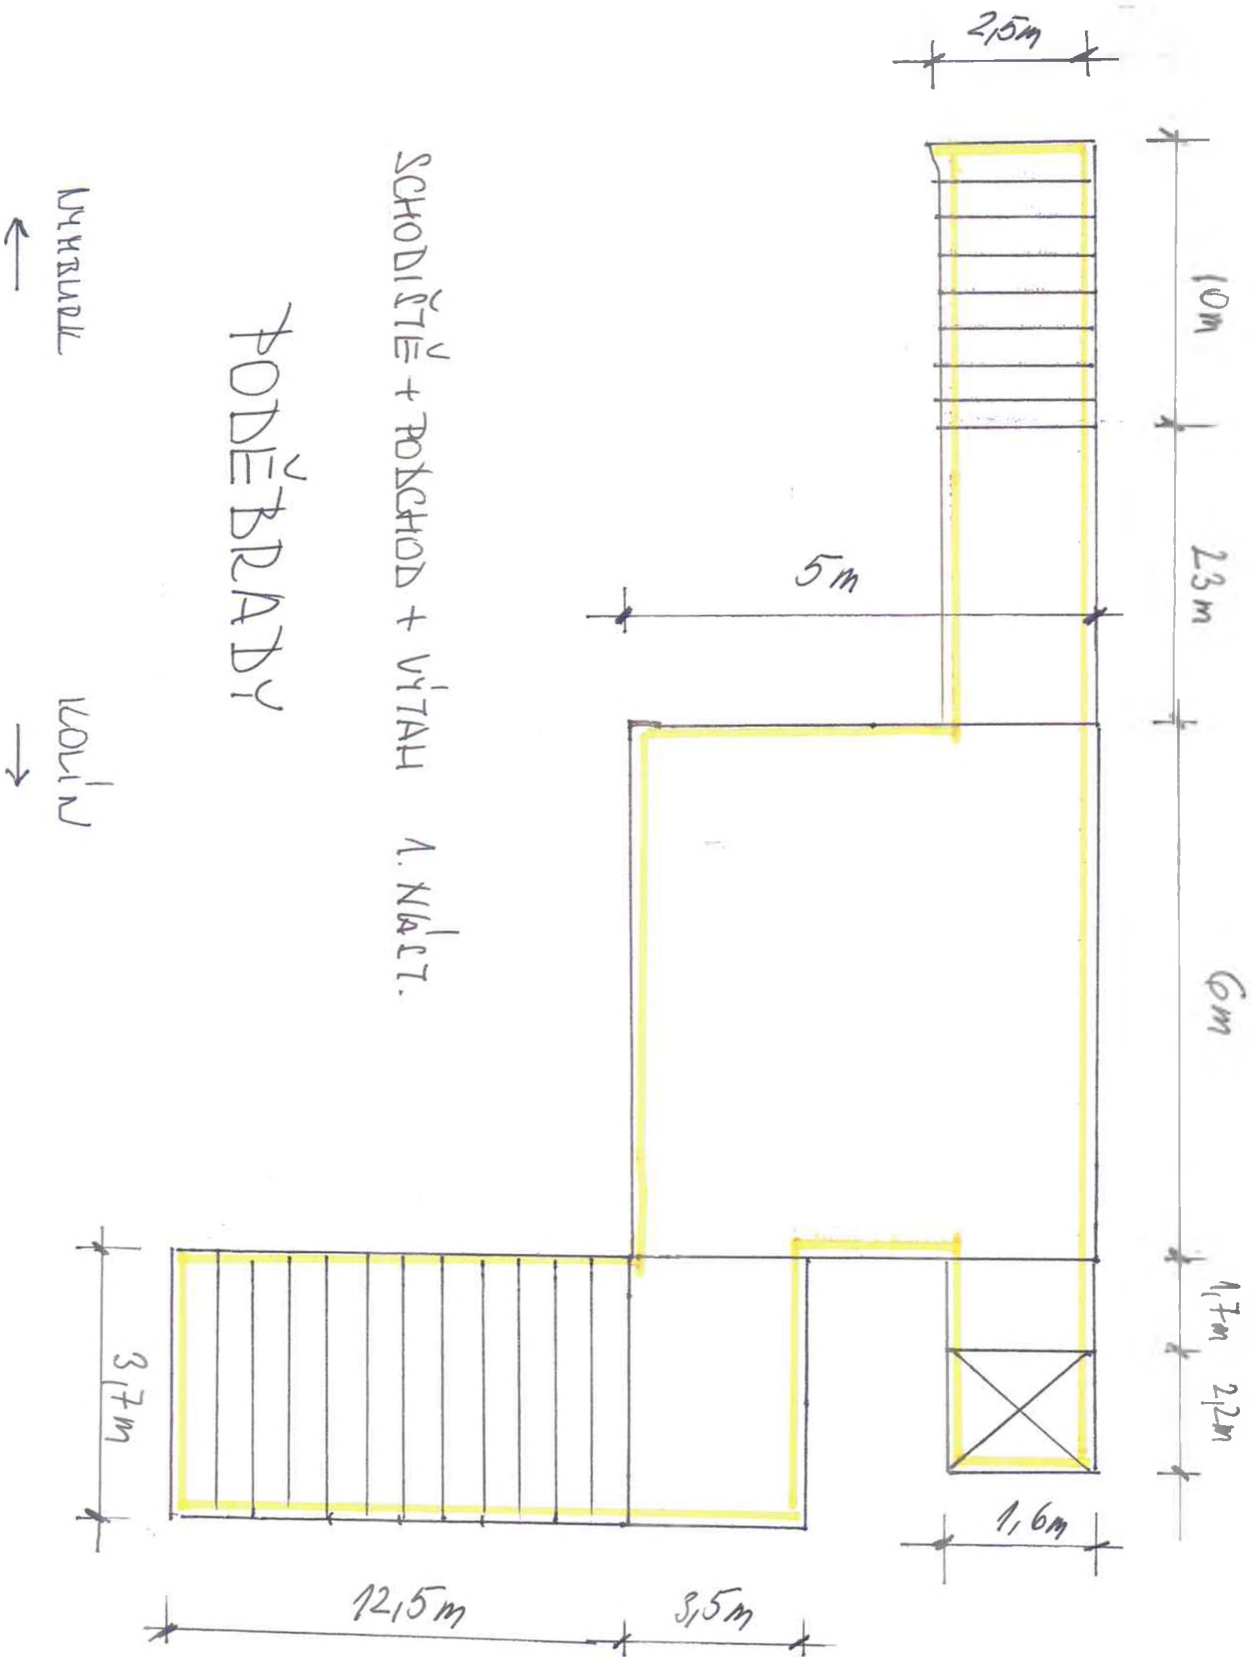 2,5m
10m
23m
5m
6m
1,7m
2,2m
1,6m
3,5m
12,5m
3,7m
SCHODIŠTĚ + PODCHOD + VÝTAH 1. NÁST.
PODĚBRADY
NYMBURK
←
KOLÍN
→